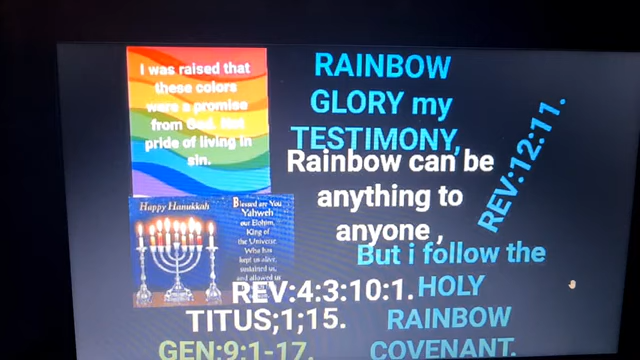 I was raised that
these colors
were a promise
from God. Not
pride of living in
sin.
Happy Hanukkah
Blessed are You
Yahweh
our Elohim,
King of
the Universe
Who has
kept us alive,
sustained us,
and allowed us
RAINBOW
GLORY my
TESTIMONY,
Rainbow can be
anything to
anyone ,
REV:12:11.
But i follow the
HOLY
RAINBOW
COVENANT.
REV:4:3:10:1.
TITUS;1;15.
GEN:9:1-17.